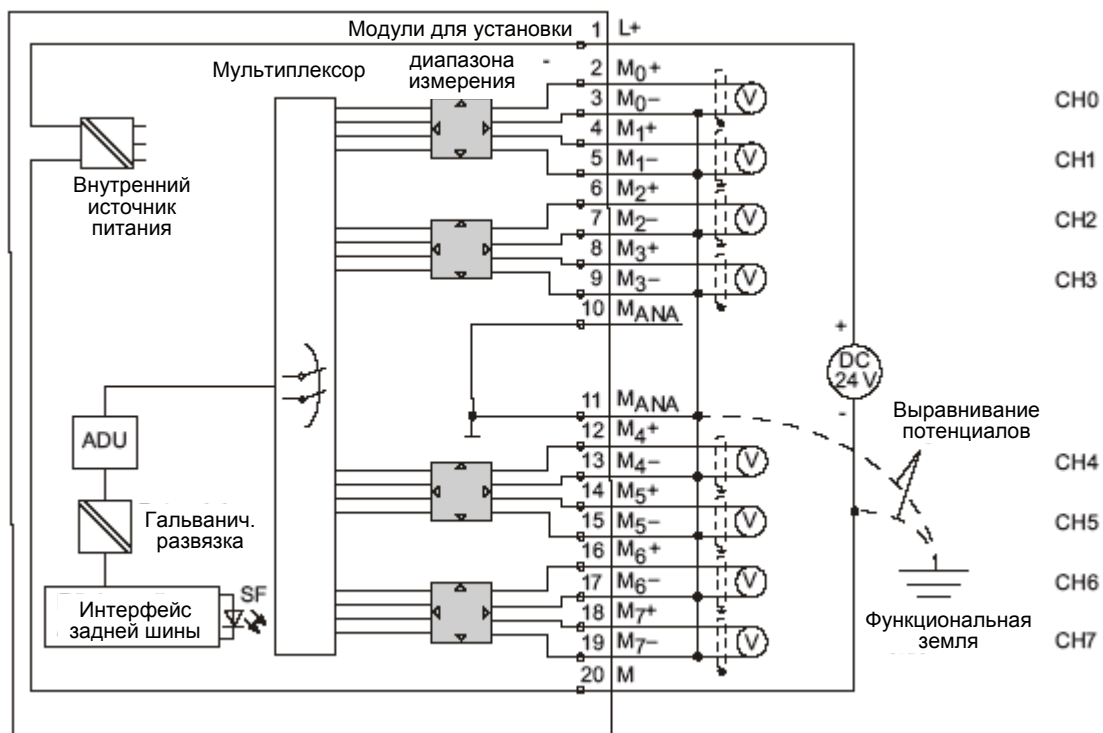 Модули для установки
диапазона
измерения
-
Мультиплексор
Внутренний
источник
питания
ADU
Гальванич.
развязка
Интерфейс
задней шины
SF
1 L+
2 M0+
3 M0–
4 M1+
5 M1–
6 M2+
7 M2–
8 M3+
9 M3–
10 MANA
11 MANA
12 M4+
13 M4–
14 M5+
15 M5–
16 M6+
17 M6–
18 M7+
19 M7–
20 M
V
V
V
V
V
V
V
V
+
DC
24 V
-
Выравнивание
потенциалов
Функциональная
земля
CH0
CH1
CH2
CH3
CH4
CH5
CH6
CH7